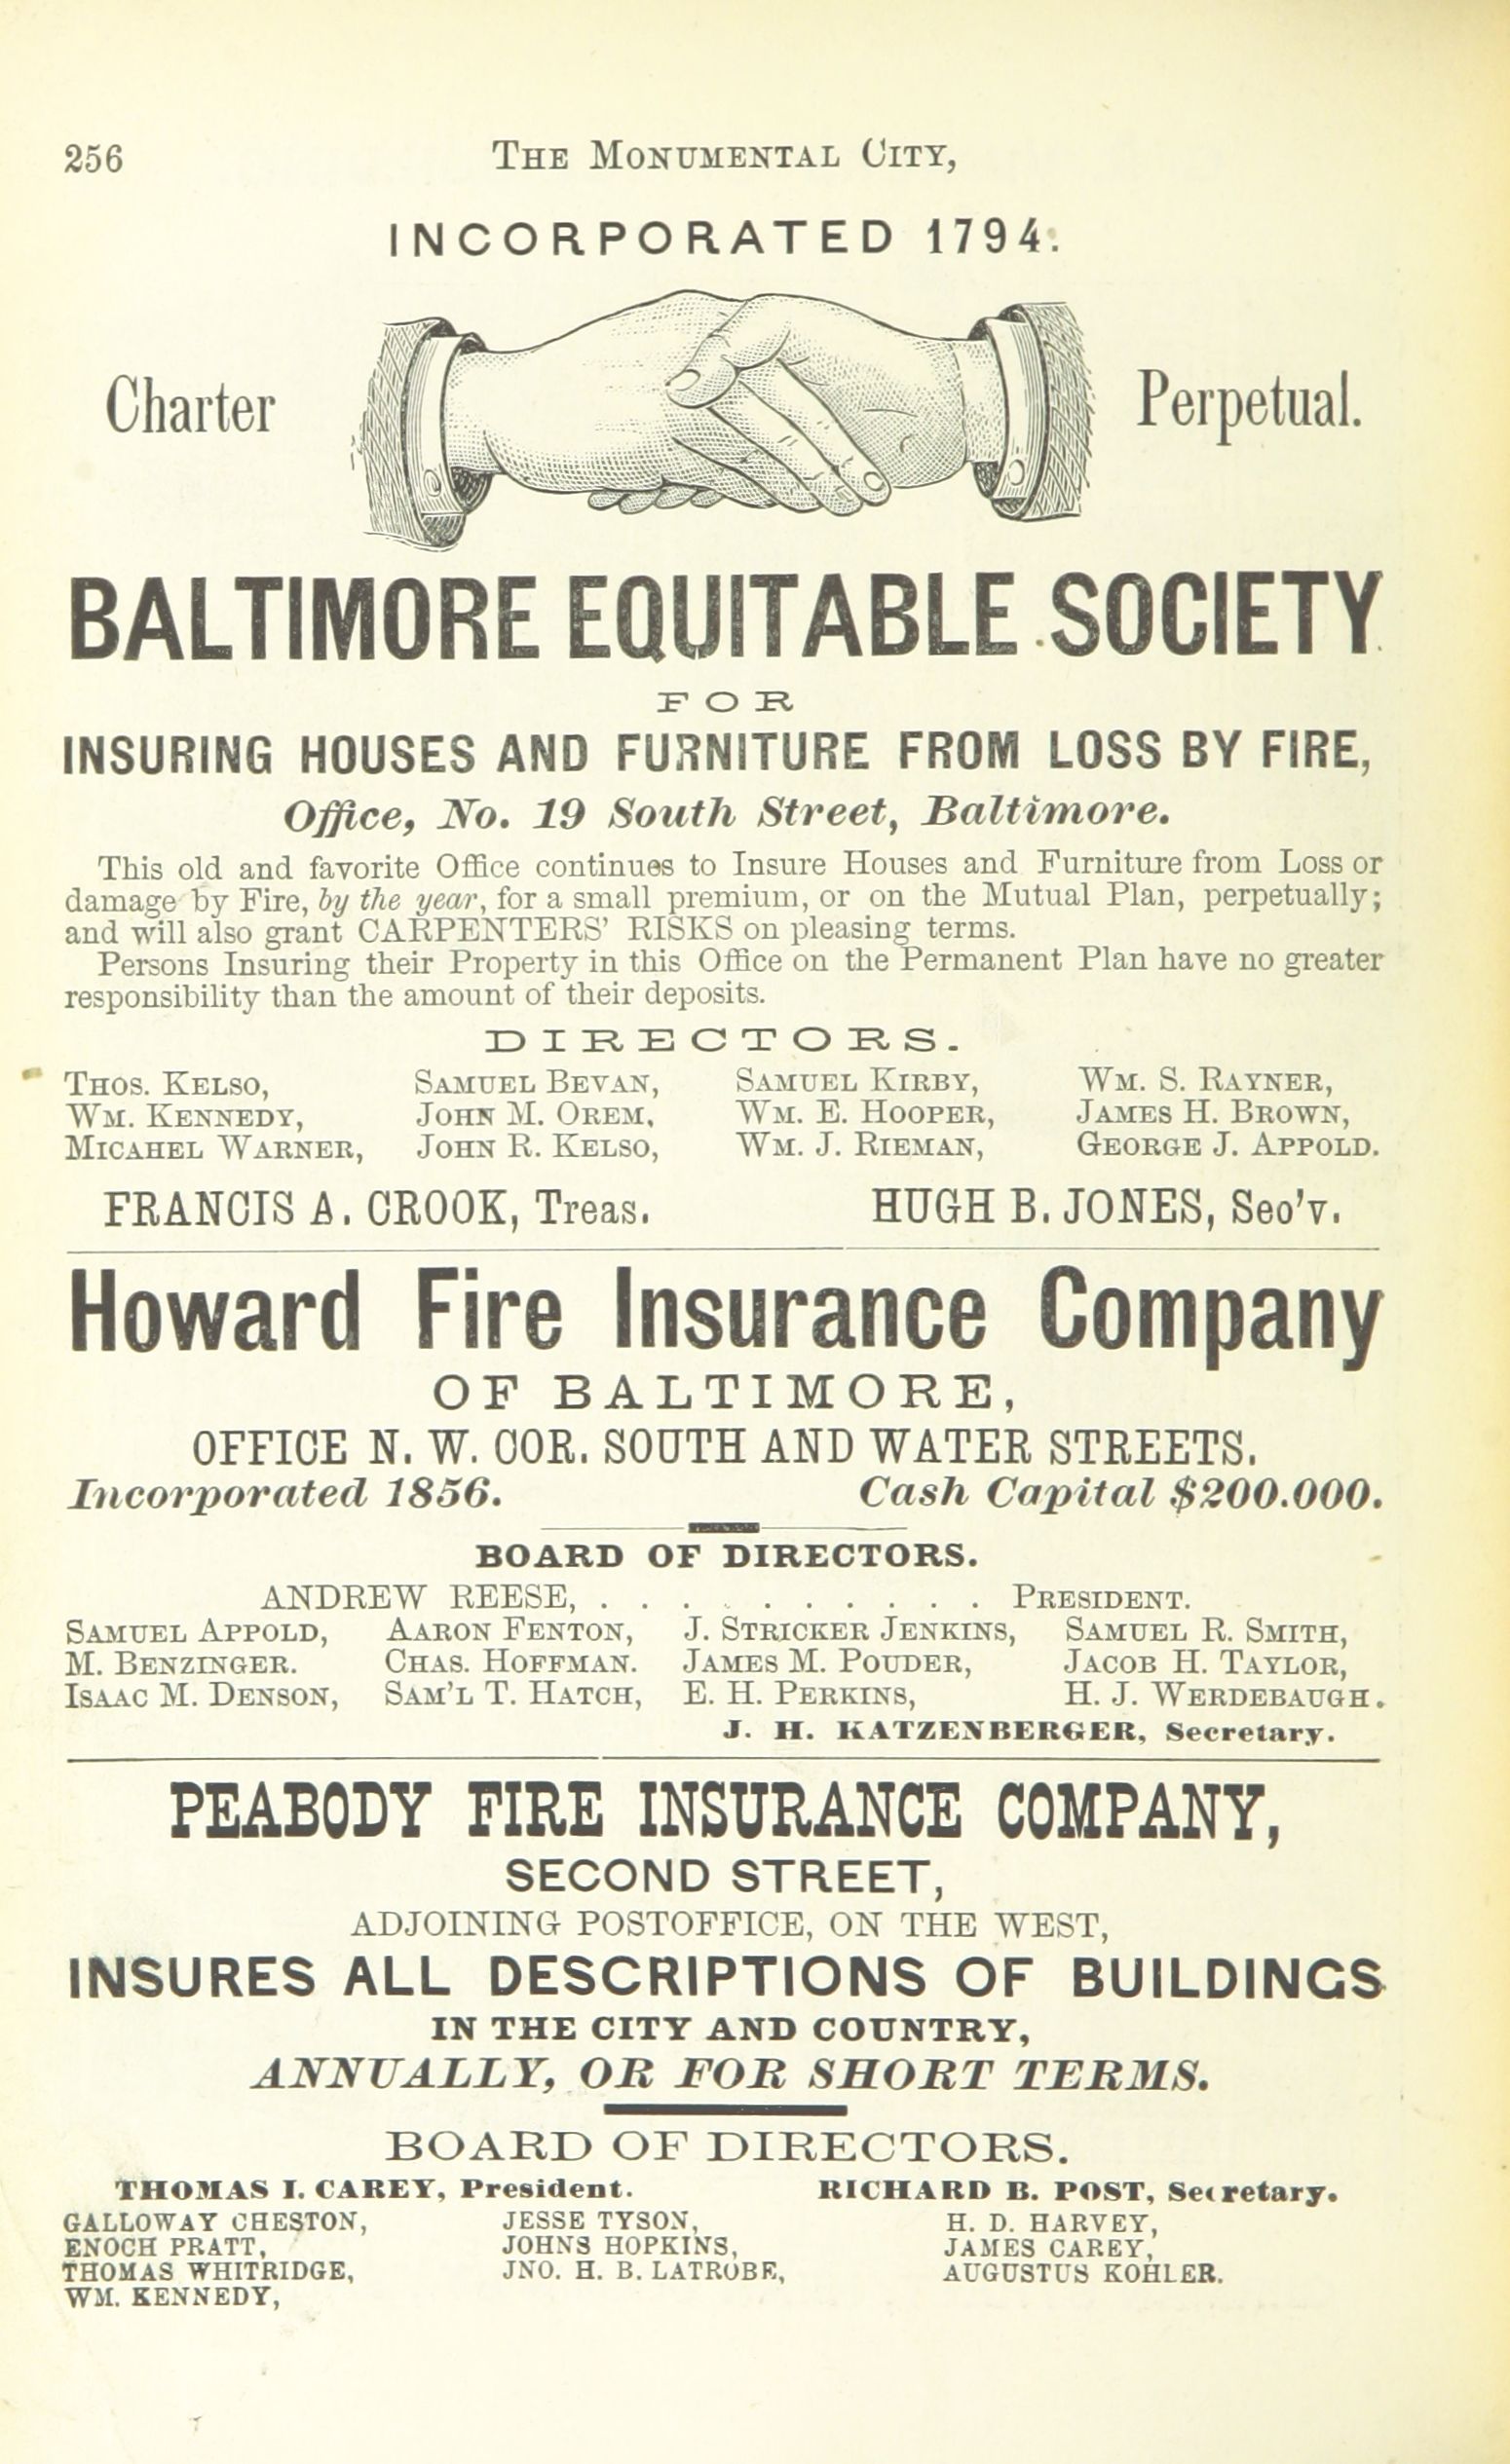 256 THE MONUMENTAL CITY,
INCORPORATED 1794.
Charter Perpetual.
BALTIMORE EQUITABLE SOCIETY
FOR
INSURING HOUSES AND FURNITURE FROM LOSS BY FIRE,
Office, No. 19 South Street, Baltimore.
This old and favorite Office continues to Insure Houses and Furniture from Loss or
damage by Fire, by the year, for a small premium, or on the Mutual Plan, perpetually;
and will also grant CARPENTERS' RISKS on pleasing terms.
Persons Insuring their Property in this Office on the Permanent Plan have no greater
responsibility than the amount of their deposits.
DIRECTORS.
THOS. KELSO, SAMUEL BEVAN, SAMUEL KIRBY, WM. S. RAYNER,
WM. KENNEDY, JOHN M. OREM, WM. E. HOOPER, JAMES H. BROWN,
MICAHEL WARNER, JOHN R. KELSO, WM. J. RIEMAN, GEORGE J. APPOLD.
FRANCIS A. CROOK, Treas. HUGH B. JONES, Sec'y.
Howard Fire Insurance Company
OF BALTIMORE,
OFFICE N. W. COR. SOUTH AND WATER STREETS.
Incorporated 1856. Cash Capital $200.000.
BOARD OF DIRECTORS.
ANDREW REESE, . . . . . . . . . . . PRESIDENT.
SAMUEL APPOLD, AARON FENTON, J. STRICKER JENKINS, SAMUEL R. SMITH,
M. BENZINGER. CHAS. HOFFMAN. JAMES M. POUDER, JACOB H. TAYLOR,
ISAAC M. DENSON, SAM'L T. HATCH, E. H. PERKINS, H. J. WERDEBAUGH.
J. H. KATZENBERGER, Secretary.
PEABODY FIRE INSURANCE COMPANY,
SECOND STREET,
ADJOINING POSTOFFICE, ON THE WEST,
INSURES ALL DESCRIPTIONS OF BUILDINGS
IN THE CITY AND COUNTRY,
ANNUALLY, OR FOR SHORT TERMS.
BOARD OF DIRECTORS.
THOMAS I. CAREY, President. RICHARD B. POST, Secretary.
GALLOWAY CHESTON, JESSE TYSON, H. D. HARVEY,
ENOCH PRATT, JOHNS HOPKINS, JAMES CAREY,
THOMAS WHITRIDGE, JNO. H. B. LATROBE, AUGUSTUS KOHLER.
WM. KENNEDY,